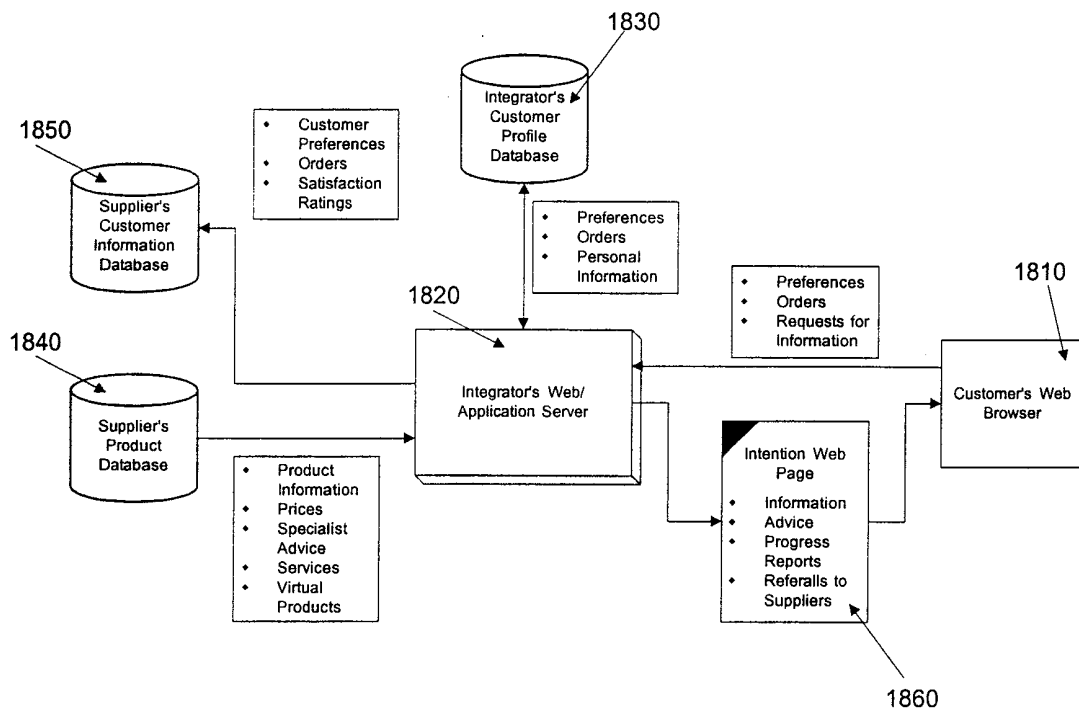 1830
Integrator's
Customer
Profile
Database
1850
• Customer
Preferences
• Orders
• Satisfaction
Ratings
Supplier's
Customer
Information
Database
• Preferences
• Orders
• Personal
Information
1810
• Preferences
• Orders
• Requests for
Information
1820
1840
Integrator's Web/
Application Server
Customer's Web
Browser
Supplier's
Product
Database
• Product
Information
• Prices
• Specialist
Advice
• Services
• Virtual
Products
Intention Web
Page
• Information
• Advice
• Progress
Reports
• Referalls to
Suppliers
1860